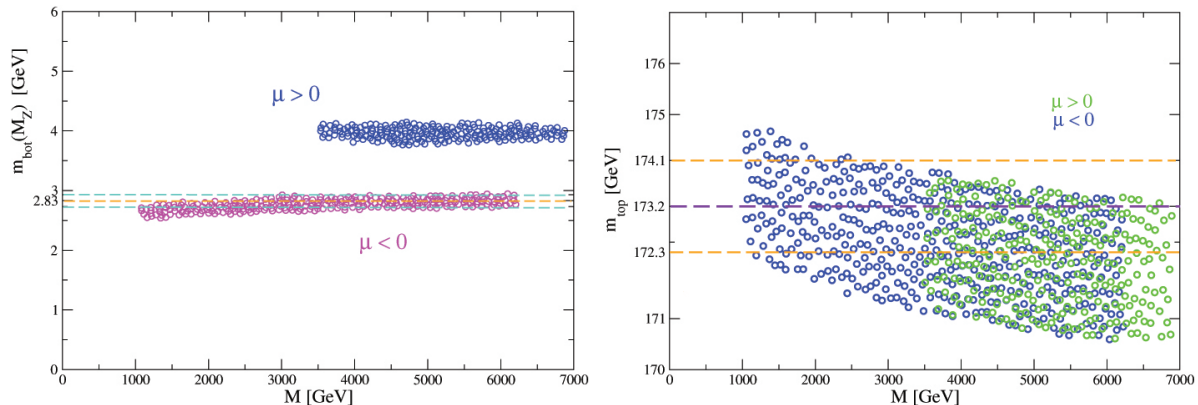 6
5
4
3
2.83
2
1
0
m_bot(M_Z) [GeV]
μ > 0
μ < 0
0 1000 2000 3000 4000 5000 6000 7000
M [GeV]
176
175
174.1
173.2
172.3
171
170
m_top [GeV]
μ > 0
μ < 0
0 1000 2000 3000 4000 5000 6000 7000
M [GeV]